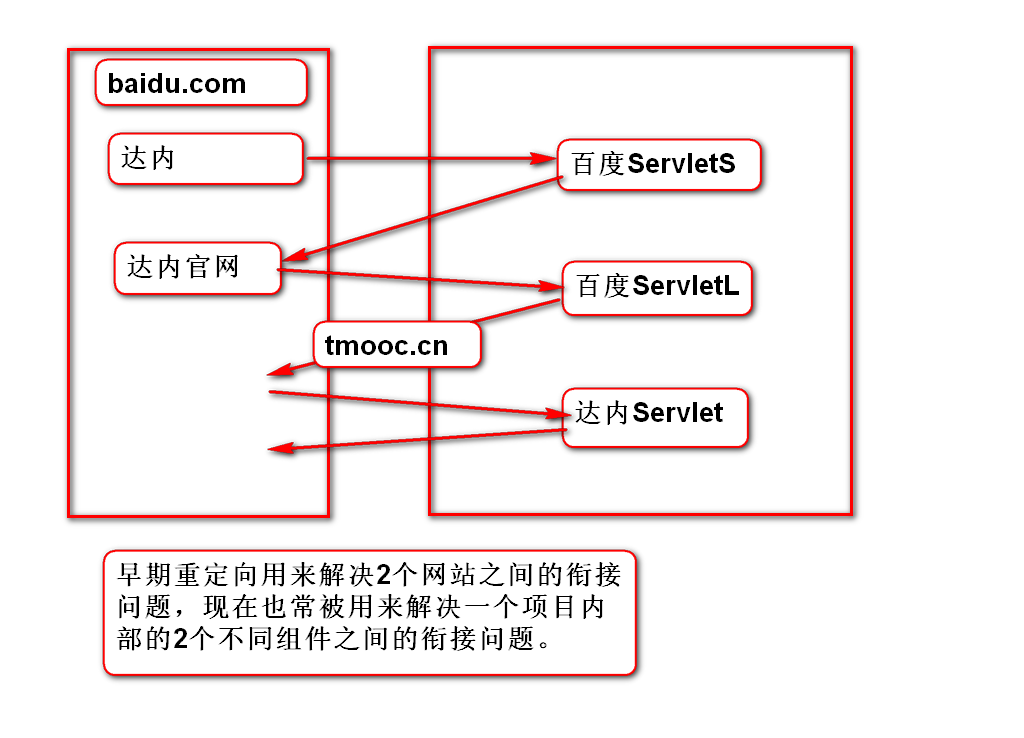 baidu.com
达内
百度ServletS
达内官网
百度ServletL
tmooc.cn
达内Servlet
早期重定向用来解决2个网站之间的衔接
问题，现在也常被用来解决一个项目内
部的2个不同组件之间的衔接问题。